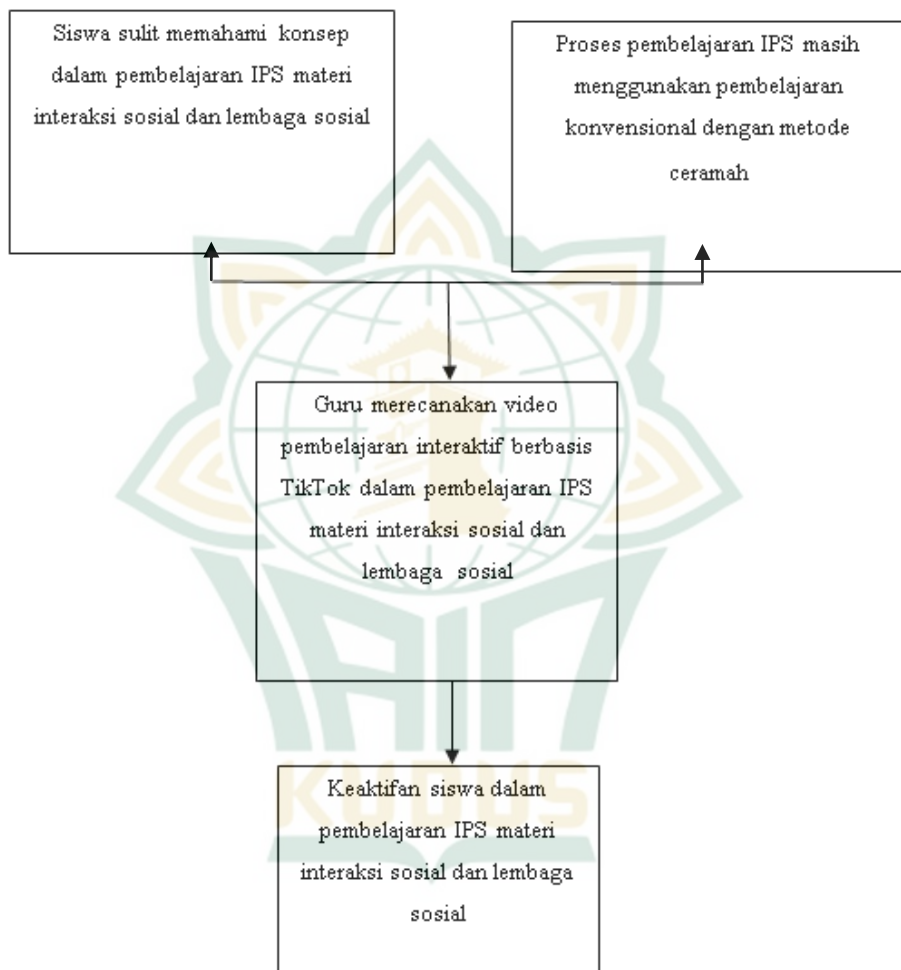 Siswa sulit memahami konsep
dalam pembelajaran IPS materi
interaksi sosial dan lembaga sosial
Proses pembelajaran IPS masih
menggunakan pembelajaran
konvensional dengan metode
ceramah
Guru merecanakan video
pembelajaran interaktif berbasis
TikTok dalam pembelajaran IPS
materi interaksi sosial dan
lembaga sosial
Keaktifan siswa dalam
pembelajaran IPS materi
interaksi sosial dan lembaga
sosial
IAIN
KUDUS